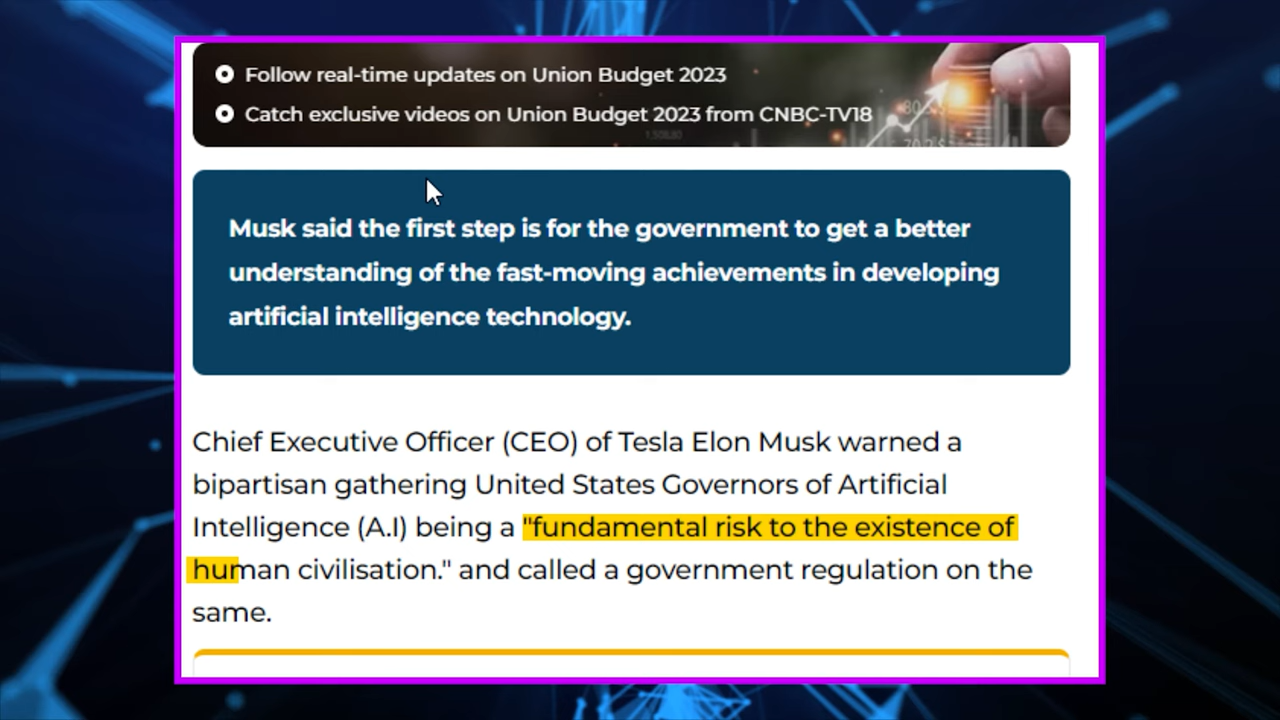 Follow real-time updates on Union Budget 2023
Catch exclusive videos on Union Budget 2023 from CNBC-TV18
Musk said the first step is for the government to get a better
understanding of the fast-moving achievements in developing
artificial intelligence technology.
Chief Executive Officer (CEO) of Tesla Elon Musk warned a
bipartisan gathering United States Governors of Artificial
Intelligence (A.I) being a "fundamental risk to the existence of
human civilisation." and called a government regulation on the
same.